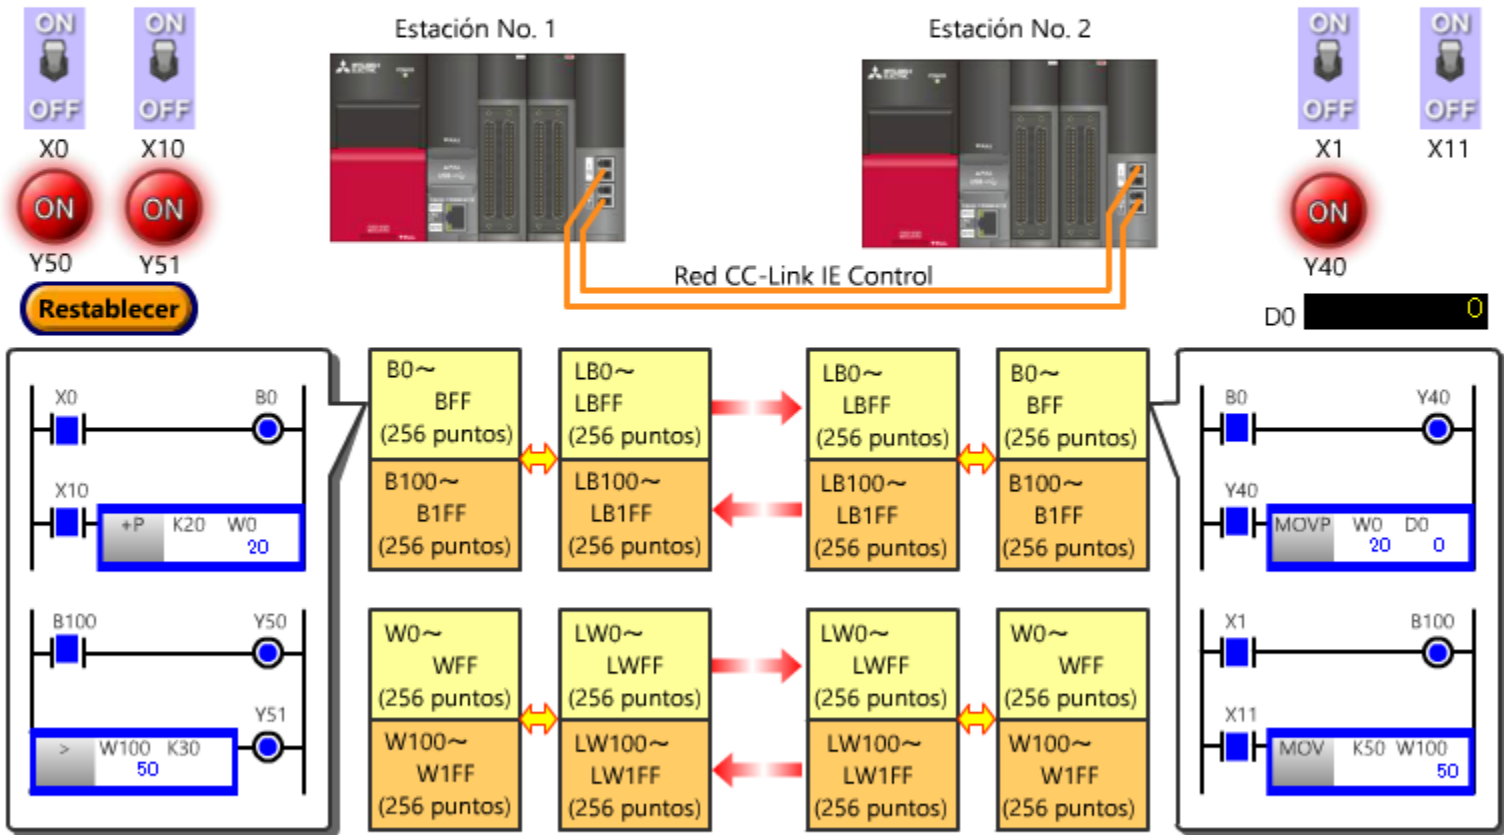 ON
OFF
X0
ON
OFF
X10
Estación No. 1
Estación No. 2
ON
OFF
X1
ON
OFF
X11
ON
Y50
ON
Y51
ON
Y40
Restablecer
Red CC-Link IE Control
D0 0
X0 B0
X10
+P K20 W0
20
B100 Y50
Y51
> W100 K30
50
B0~
BFF
(256 puntos)
B100~
B1FF
(256 puntos)
LB0~
LBFF
(256 puntos)
LB100~
LB1FF
(256 puntos)
LB0~
LBFF
(256 puntos)
LB100~
LB1FF
(256 puntos)
B0~
BFF
(256 puntos)
B100~
B1FF
(256 puntos)
W0~
WFF
(256 puntos)
W100~
W1FF
(256 puntos)
LW0~
LWFF
(256 puntos)
LW100~
LW1FF
(256 puntos)
LW0~
LWFF
(256 puntos)
LW100~
LW1FF
(256 puntos)
W0~
WFF
(256 puntos)
W100~
W1FF
(256 puntos)
B0 Y40
Y40
MOVP W0 D0
20 0
X1 B100
X11
MOV K50 W100
50